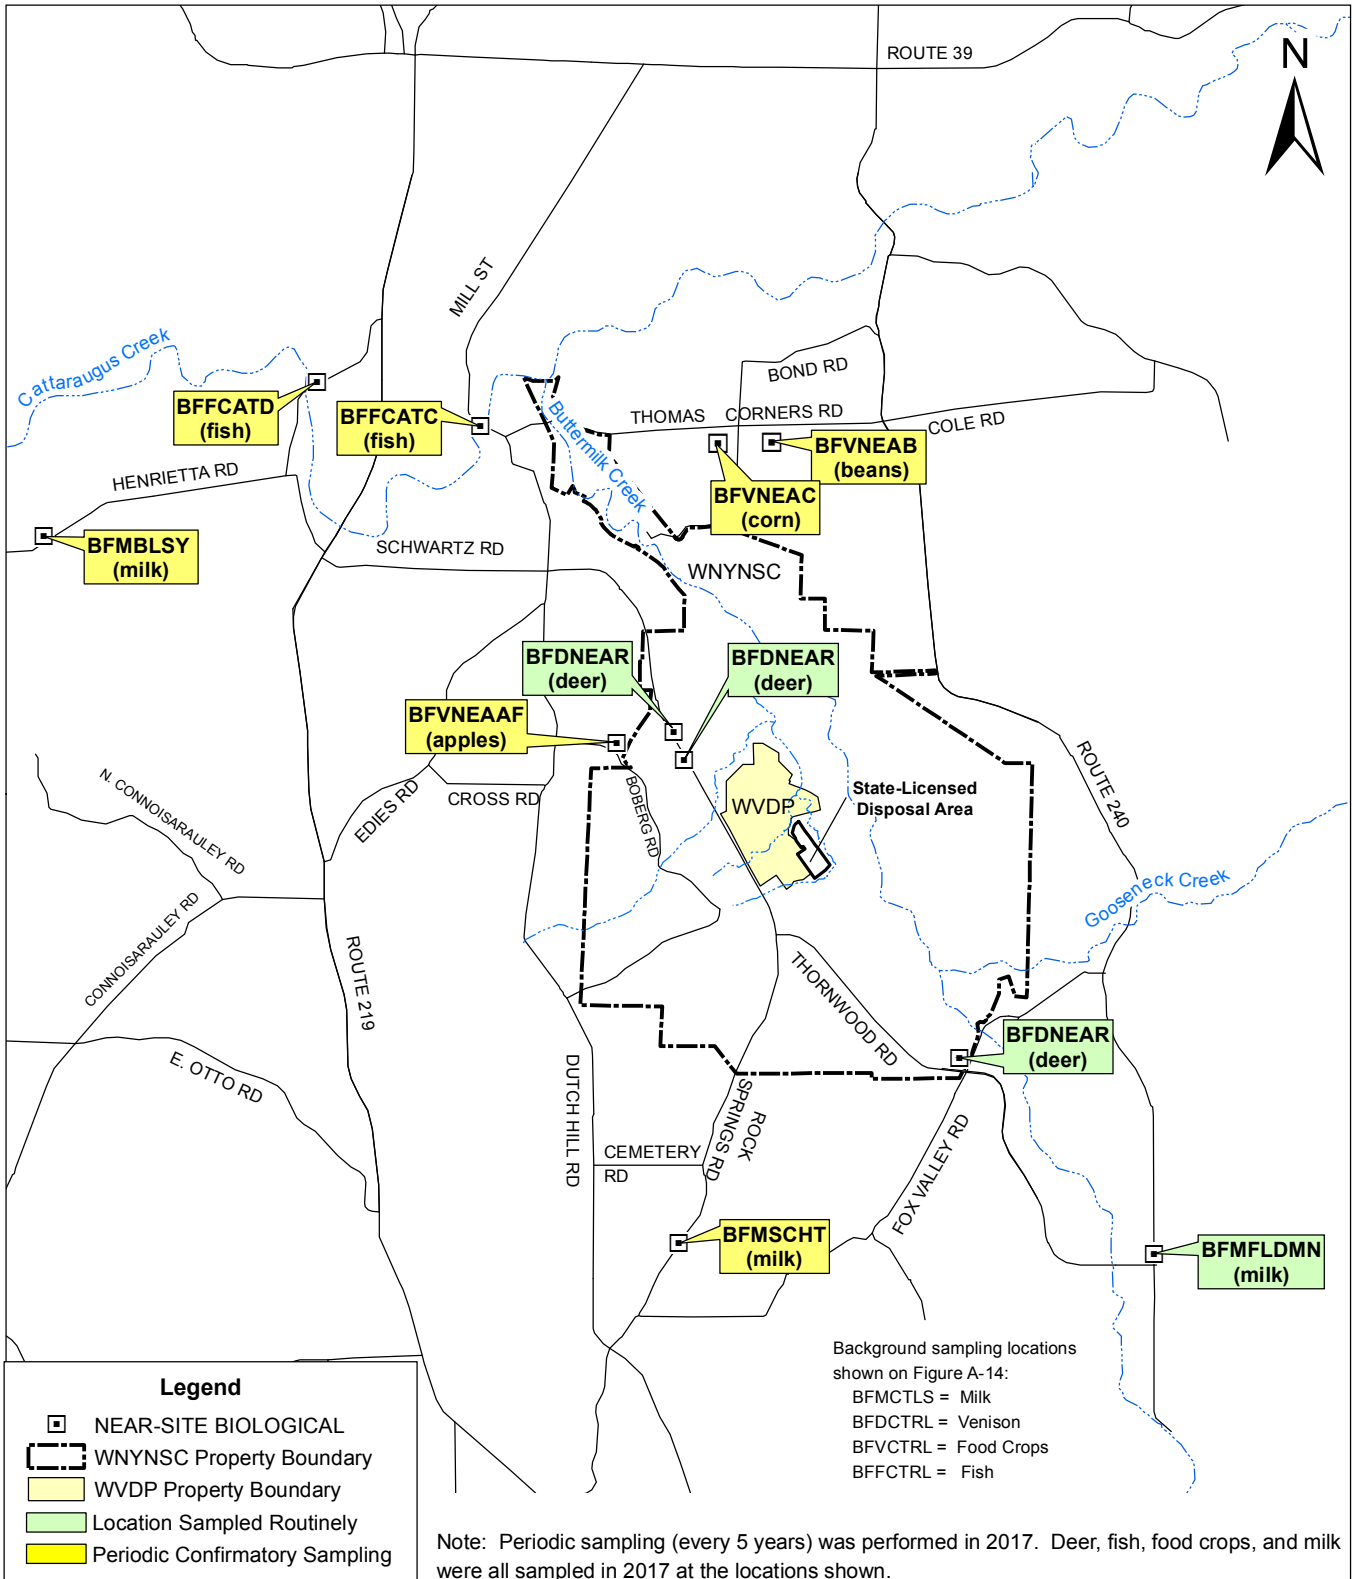 ROUTE 39
N
MILL ST
Cattaraugus Creek
BOND RD
BFFCATD
(fish)
BFFCATC
(fish)
THOMAS CORNERS RD
COLE RD
Buttermilk Creek
BFVNEAB
(beans)
HENRIETTA RD
BFVNEAC
(corn)
BFMBLSY
(milk)
SCHWARTZ RD
WNYNSC
BFDNEAR
(deer)
BFDNEAR
(deer)
BFVNEAAF
(apples)
ROUTE 240
N. CONNOISARAULEY RD
EDIES RD
CROSS RD
BOBERG RD
WVDP
State-Licensed
Disposal Area
Gooseneck Creek
CONNOISARAULEY RD
ROUTE 219
THORNWOOD RD
BFDNEAR
(deer)
E. OTTO RD
DUTCH HILL RD
ROCK
SPRINGS RD
CEMETERY
RD
FOX VALLEY RD
BFMSCHT
(milk)
BFMFLDMN
(milk)
Background sampling locations
shown on Figure A-14:
BFMCTLS = Milk
BFDCTRL = Venison
BFVCTRL = Food Crops
BFFCTRL = Fish
Legend
NEAR-SITE BIOLOGICAL
WNYNSC Property Boundary
WVDP Property Boundary
Location Sampled Routinely
Periodic Confirmatory Sampling
Note: Periodic sampling (every 5 years) was performed in 2017. Deer, fish, food crops, and milk
were all sampled in 2017 at the locations shown.